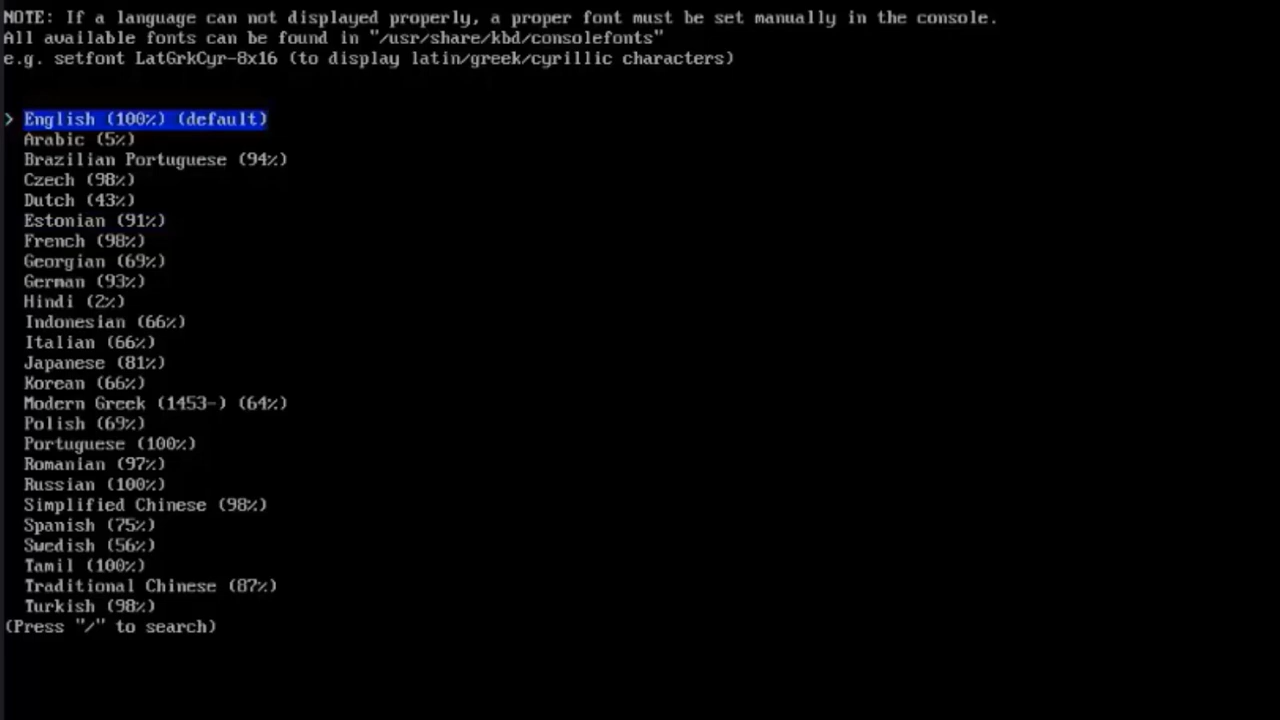 NOTE: If a language can not displayed properly, a proper font must be set manually in the console.
All available fonts can be found in "/usr/share/kbd/consolefonts"
e.g. setfont LatGrkCyr-8x16 (to display latin/greek/cyrillic characters)
> English (100%) (default)
Arabic (5%)
Brazilian Portuguese (94%)
Czech (98%)
Dutch (43%)
Estonian (91%)
French (98%)
Georgian (69%)
German (93%)
Hindi (2%)
Indonesian (66%)
Italian (66%)
Japanese (81%)
Korean (66%)
Modern Greek (1453-) (64%)
Polish (69%)
Portuguese (100%)
Romanian (97%)
Russian (100%)
Simplified Chinese (98%)
Spanish (75%)
Swedish (56%)
Tamil (100%)
Traditional Chinese (87%)
Turkish (98%)
(Press "/" to search)